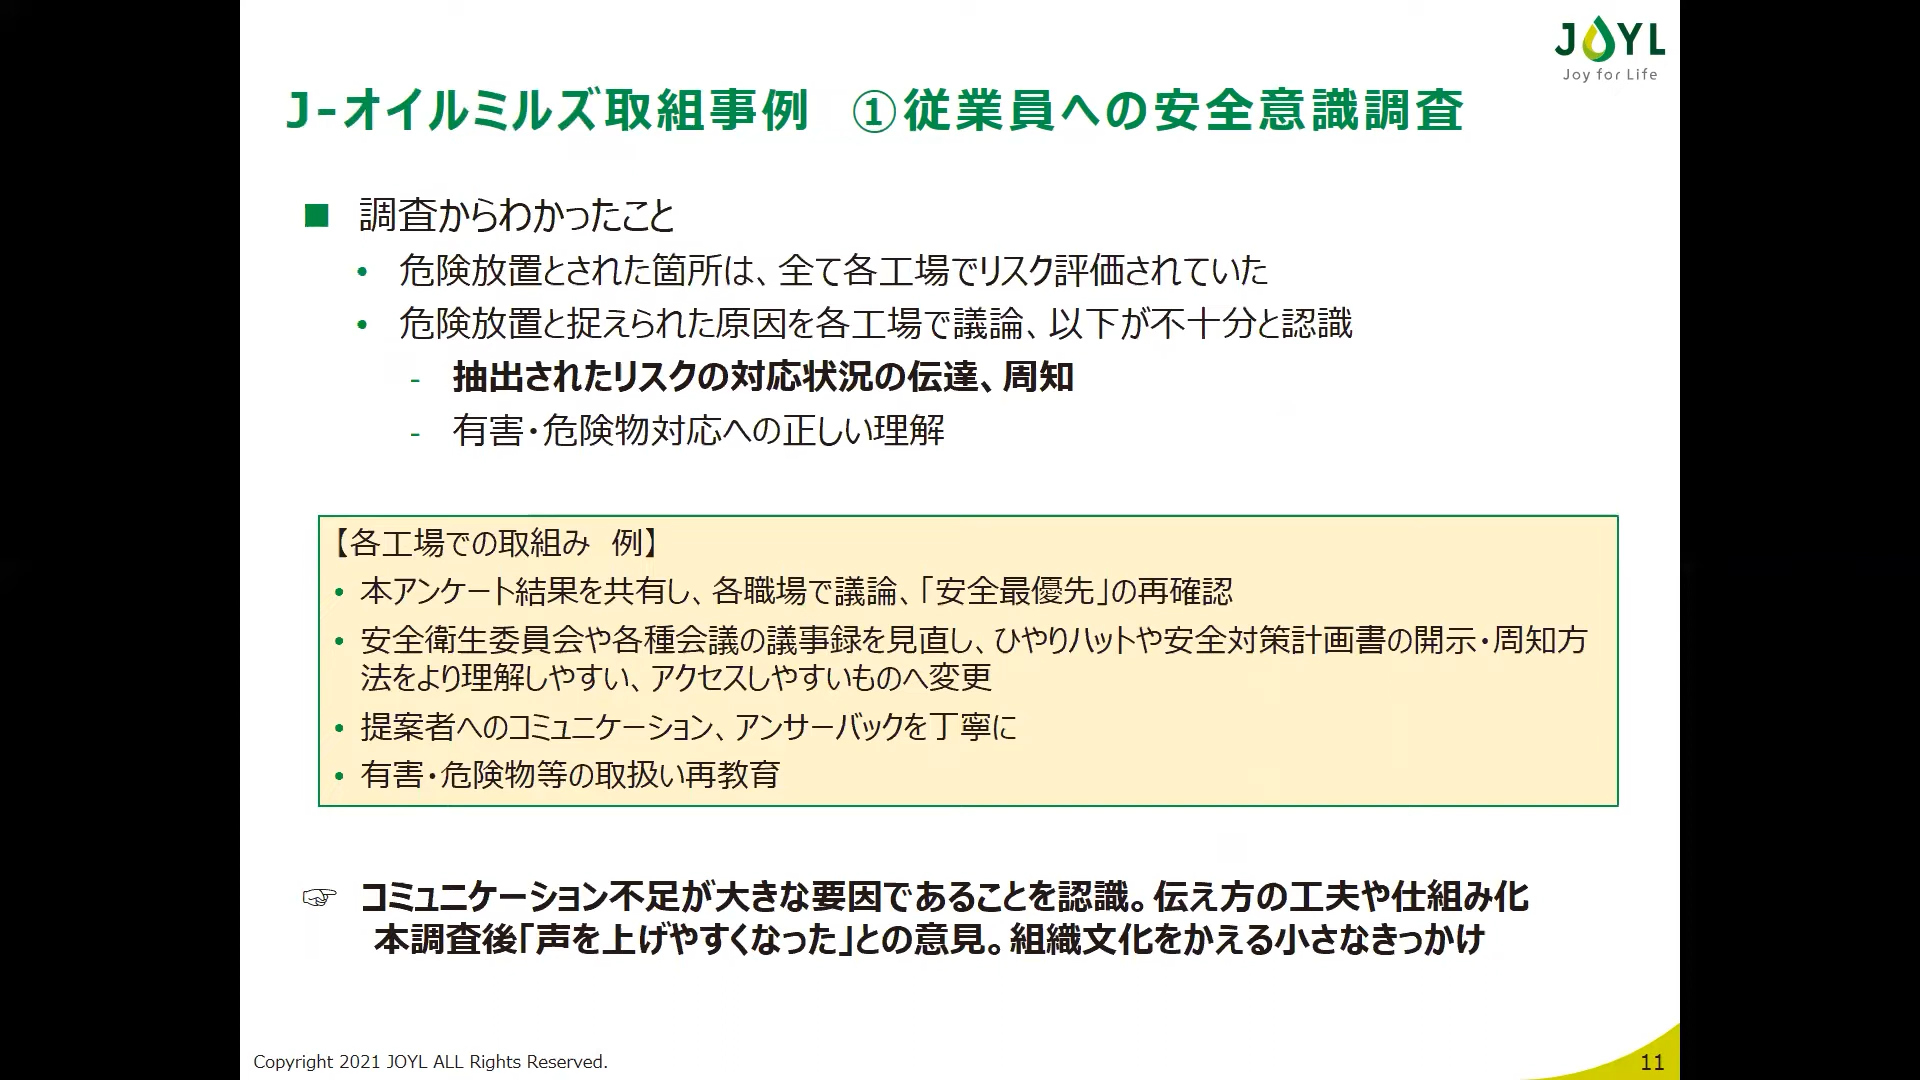 JOYL
Joy for Life
J-オイルミルズ取組事例　①従業員への安全意識調査
■ 調査からわかったこと
• 危険放置とされた箇所は、全て各工場でリスク評価されていた
• 危険放置と捉えられた原因を各工場で議論、以下が不十分と認識
- 抽出されたリスクの対応状況の伝達、周知
- 有害・危険物対応への正しい理解
【各工場での取組み　例】
• 本アンケート結果を共有し、各職場で議論、「安全最優先」の再確認
• 安全衛生委員会や各種会議の議事録を見直し、ひやりハットや安全対策計画書の開示・周知方
法をより理解しやすい、アクセスしやすいものへ変更
• 提案者へのコミュニケーション、アンサーバックを丁寧に
• 有害・危険物等の取扱い再教育
☞ コミュニケーション不足が大きな要因であることを認識。伝え方の工夫や仕組み化
本調査後「声を上げやすくなった」との意見。組織文化をかえる小さなきっかけ
Copyright 2021 JOYL ALL Rights Reserved.
11